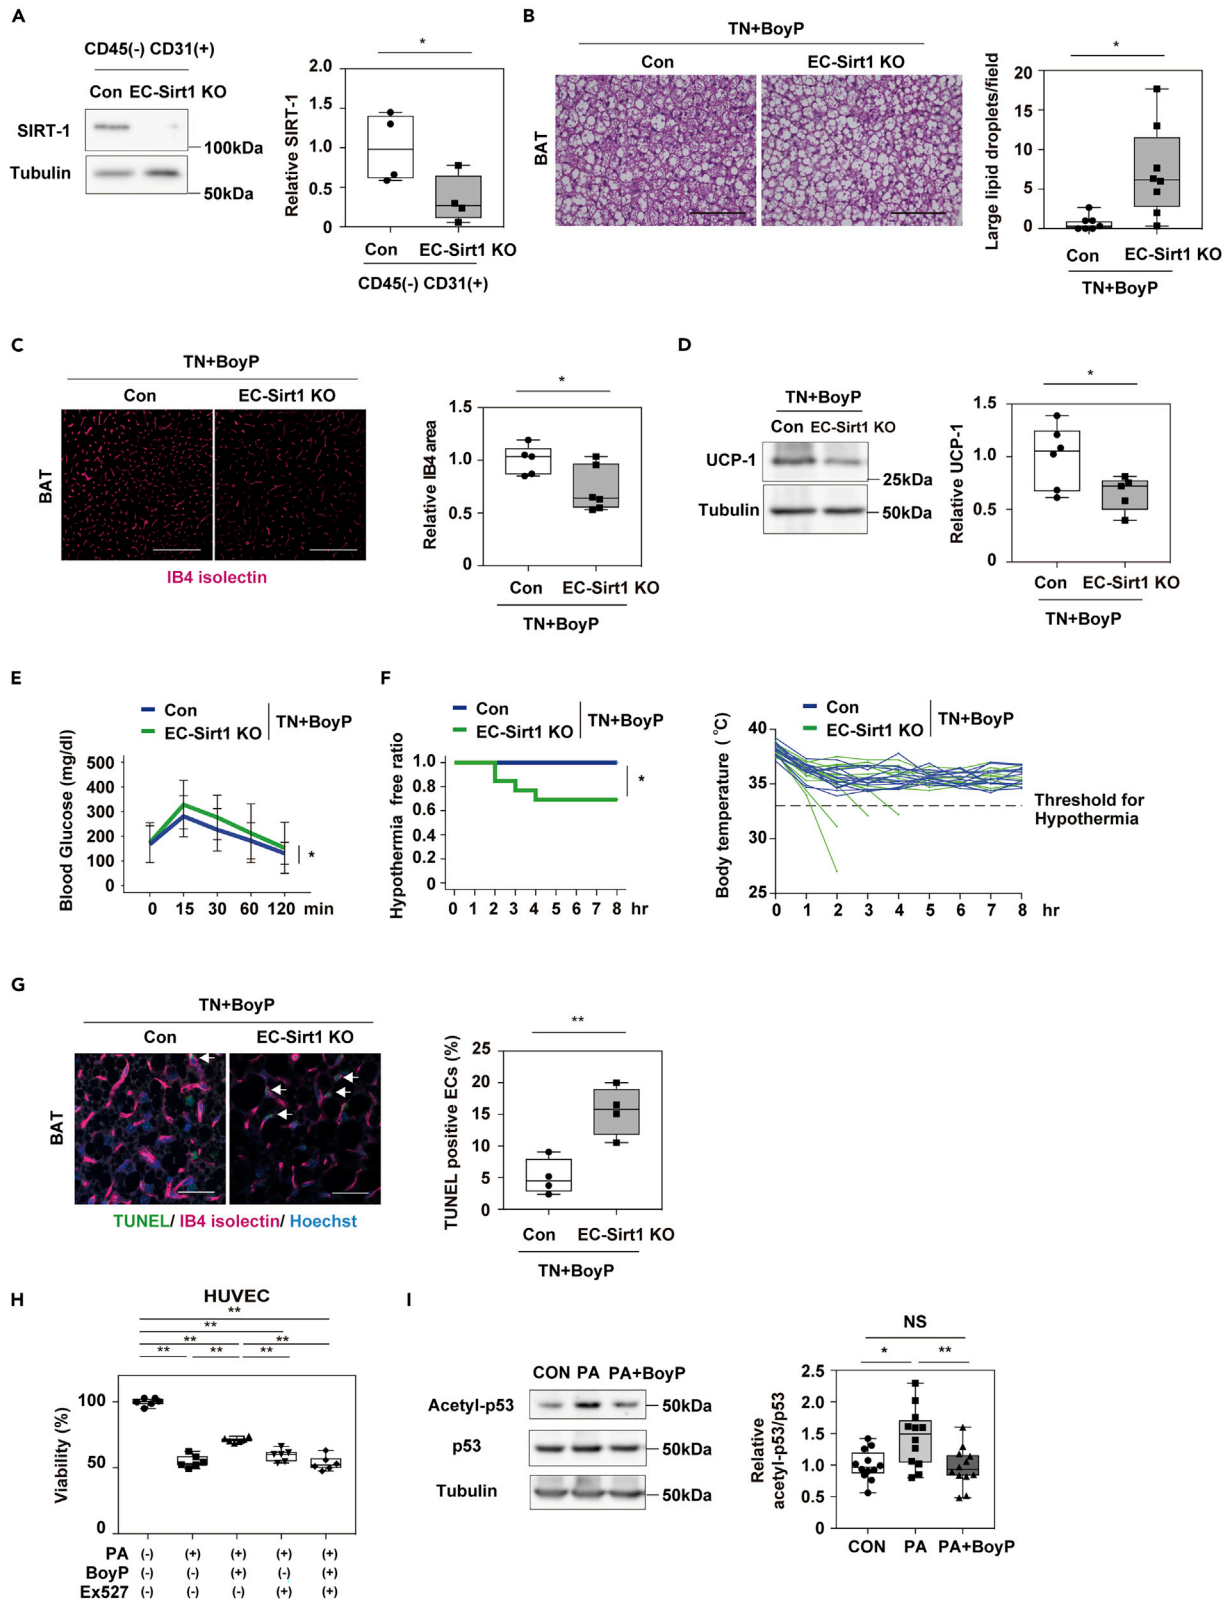 A
CD45(-) CD31(+)
Con EC-Sirt1 KO
SIRT-1
100kDa
Tubulin
50kDa
*
Relative SIRT-1
2.0
1.5
1.0
0.5
0
Con EC-Sirt1 KO
CD45(-) CD31(+)
B
TN+BoyP
Con EC-Sirt1 KO
BAT
*
Large lipid droplets/field
20
15
10
5
0
Con EC-Sirt1 KO
TN+BoyP
C
TN+BoyP
Con EC-Sirt1 KO
BAT
IB4 isolectin
*
Relative IB4 area
1.5
1.0
0.5
0
Con EC-Sirt1 KO
TN+BoyP
D
TN+BoyP
Con EC-Sirt1 KO
UCP-1
25kDa
Tubulin
50kDa
*
Relative UCP-1
1.5
1.0
0.5
0
Con EC-Sirt1 KO
TN+BoyP
E
Con
EC-Sirt1 KO
TN+BoyP
Blood Glucose (mg/dl)
500
400
300
200
100
0
*
0 15 30 60 120 min
F
Con
EC-Sirt1 KO
TN+BoyP
Hypothermia free ratio
1.0
0.8
0.6
0.4
0.2
0
*
0 1 2 3 4 5 6 7 8 hr
Con
EC-Sirt1 KO
TN+BoyP
Body temperature (°C)
40
35
30
25
Threshold for
Hypothermia
0 1 2 3 4 5 6 7 8 hr
G
TN+BoyP
Con EC-Sirt1 KO
BAT
TUNEL/ IB4 isolectin/ Hoechst
**
TUNEL positive ECs (%)
25
20
15
10
5
0
Con EC-Sirt1 KO
TN+BoyP
H
HUVEC
**
**
** **
** ** **
Viability (%)
100
50
0
PA (-) (+) (+) (+) (+)
BoyP (-) (-) (+) (-) (+)
Ex527 (-) (-) (-) (+) (+)
I
CON PA PA+BoyP
Acetyl-p53
50kDa
p53
50kDa
Tubulin
50kDa
NS
* **
Relative
acetyl-p53/p53
2.5
2.0
1.5
1.0
0.5
0
CON PA PA+BoyP